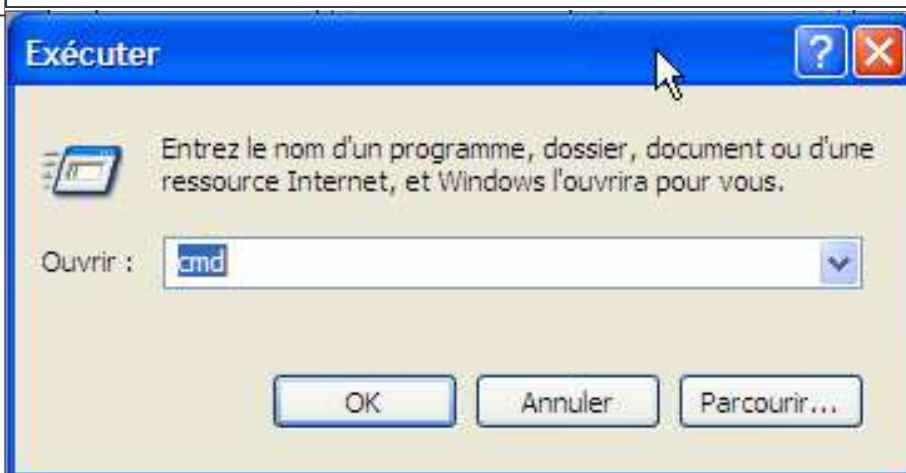 Exécuter
Entrez le nom d'un programme, dossier, document ou d'une
ressource Internet, et Windows l'ouvrira pour vous.
Ouvrir : cmd
OK Annuler Parcourir...